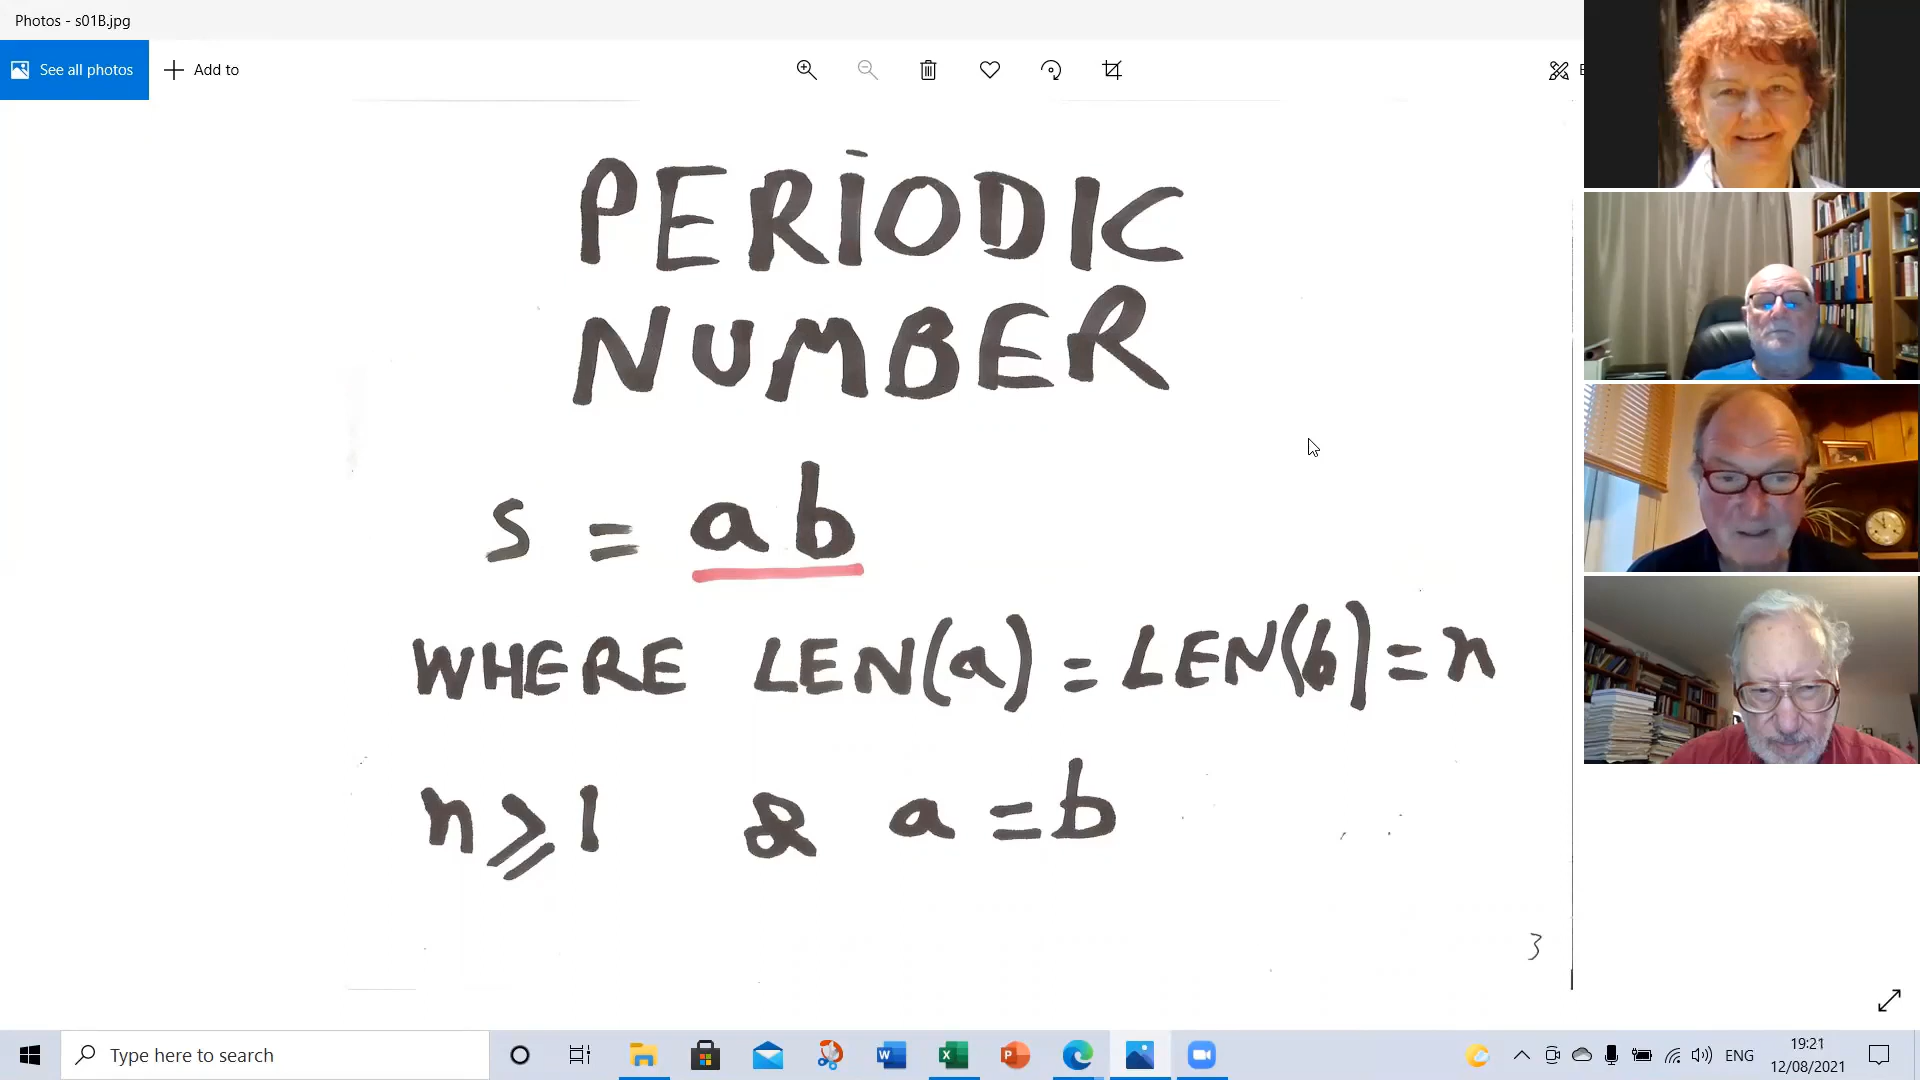 Photos - s01B.jpg
See all photos
Add to
PERIODIC
NUMBER
s = ab
WHERE LEN(a) = LEN(b) = n
n ⩾ 1 & a = b
3
Type here to search
ENG
19:21
12/08/2021